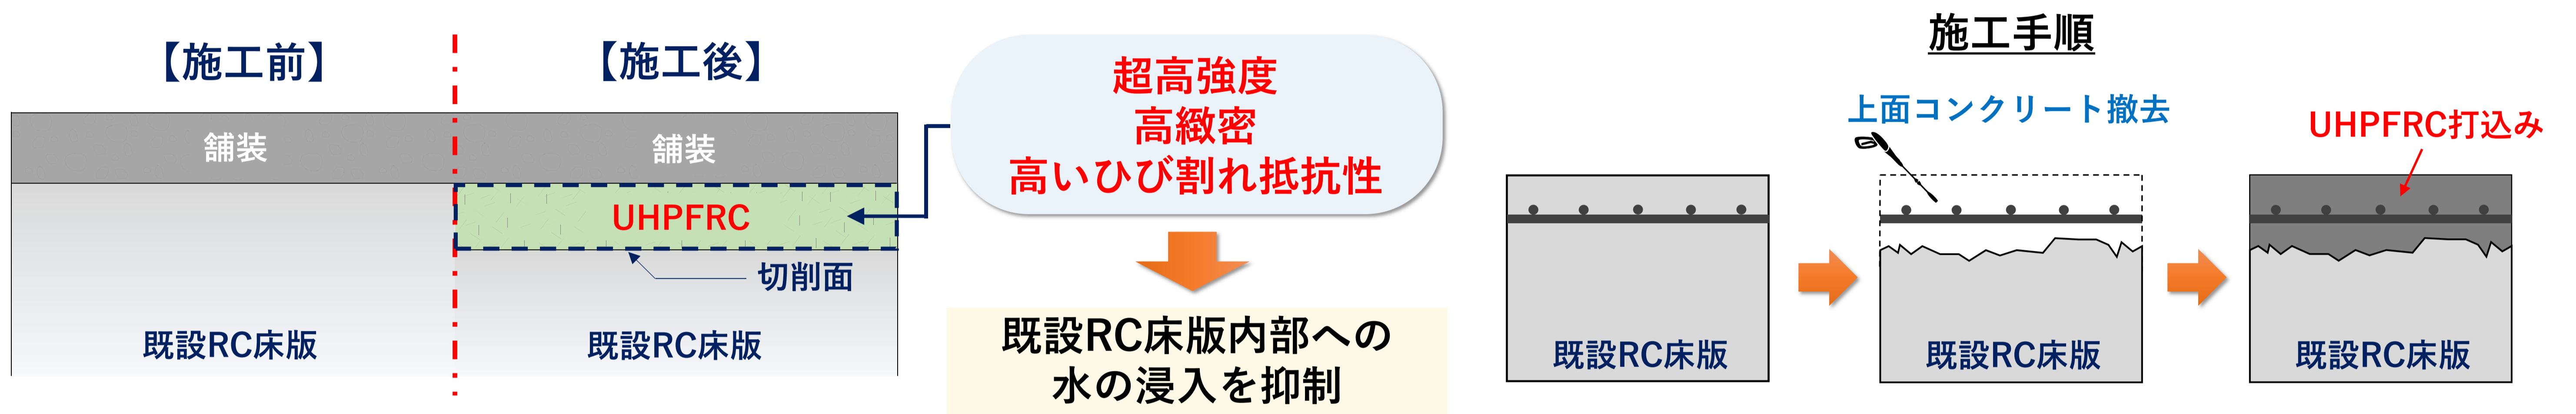 【施工前】
【施工後】
舗装
舗装
UHPFRC
切削面
既設RC床版
既設RC床版
超高強度
高緻密
高いひび割れ抵抗性
既設RC床版内部への
水の浸入を抑制
施工手順
上面コンクリート撤去
UHPFRC打込み
既設RC床版
既設RC床版
既設RC床版